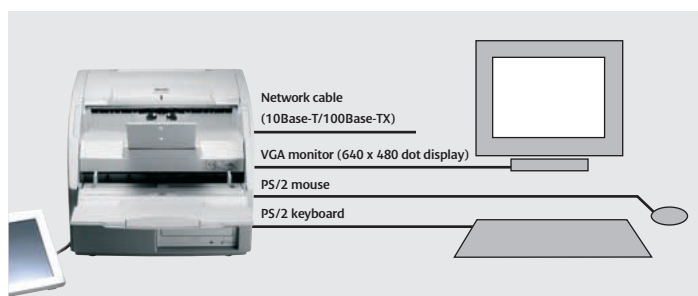 Network cable
(10Base-T/100Base-TX)
VGA monitor (640 x 480 dot display)
PS/2 mouse
PS/2 keyboard